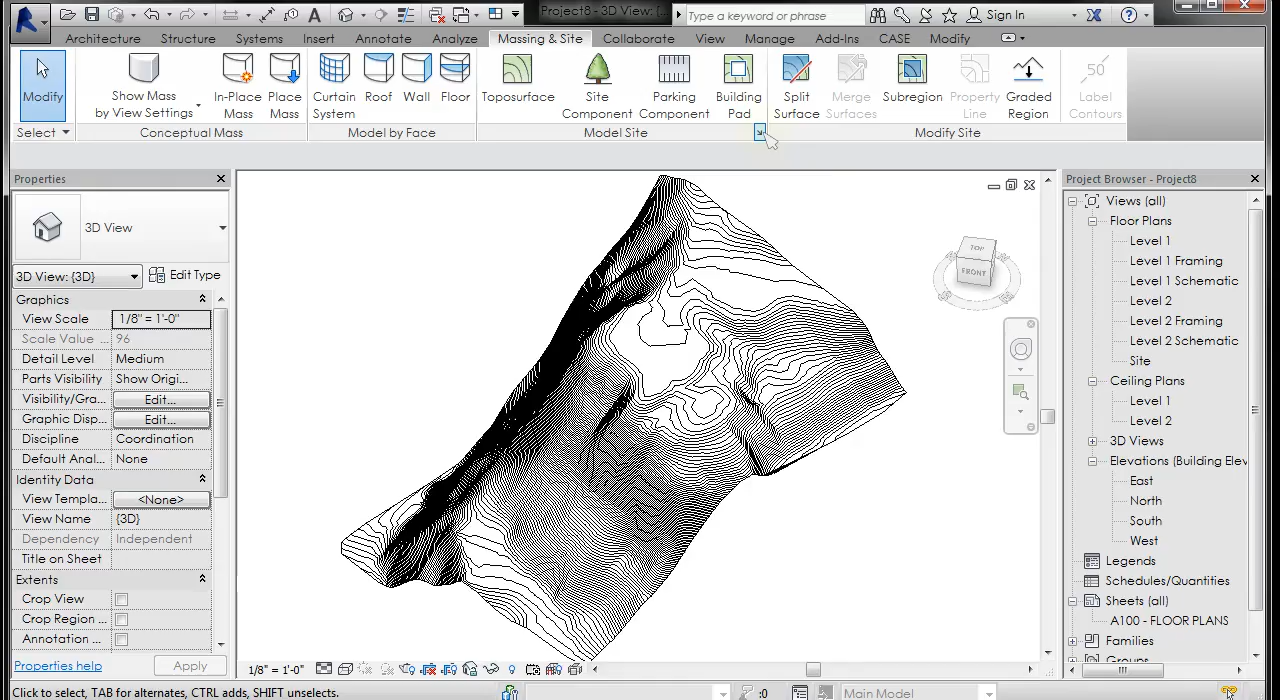 Project8 - 3D View: {...
Type a keyword or phrase
Sign In
Architecture Structure Systems Insert Annotate Analyze Massing & Site Collaborate View Manage Add-Ins CASE Modify
Modify
Show Mass
by View Settings
In-Place
Mass
Place
Mass
Curtain
System
Roof
Wall
Floor
Toposurface
Site
Component
Parking
Component
Building
Pad
Split
Surface
Merge
Surfaces
Subregion
Property
Line
Graded
Region
50
Label
Contours
Select
Conceptual Mass
Model by Face
Model Site
Modify Site
Properties
3D View
3D View: {3D}
Edit Type
Graphics
View Scale 1/8" = 1'-0"
Scale Value ... 96
Detail Level Medium
Parts Visibility Show Origi...
Visibility/Gra... Edit...
Graphic Disp... Edit...
Discipline Coordination
Default Anal... None
Identity Data
View Templa... <None>
View Name {3D}
Dependency Independent
Title on Sheet
Extents
Crop View
Crop Region ...
Annotation ...
Properties help
Apply
TOP
FRONT
1/8" = 1'-0"
Project Browser - Project8
Views (all)
Floor Plans
Level 1
Level 1 Framing
Level 1 Schematic
Level 2
Level 2 Framing
Level 2 Schematic
Site
Ceiling Plans
Level 1
Level 2
3D Views
Elevations (Building Elev
East
North
South
West
Legends
Schedules/Quantities
Sheets (all)
A100 - FLOOR PLANS
Families
Groups
Click to select, TAB for alternates, CTRL adds, SHIFT unselects.
:0
Main Model